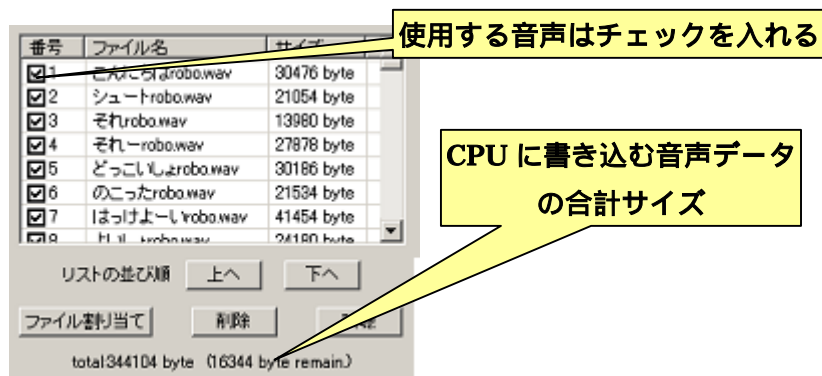 使用する音声はチェックを入れる
番号 ファイル名
1 こんにちはrobo.wav 30476 byte
2 シュートrobo.wav 21054 byte
3 それrobo.wav 13980 byte
4 それーrobo.wav 27878 byte
5 どっこいしょrobo.wav 30186 byte
6 のこったrobo.wav 21534 byte
7 はっけよーいrobo.wav 41454 byte
8 24180 byte
CPU に書き込む音声データ
の合計サイズ
リストの並び順 上へ 下へ
ファイル割り当て 削除
total:344104 byte (16344 byte remain.)